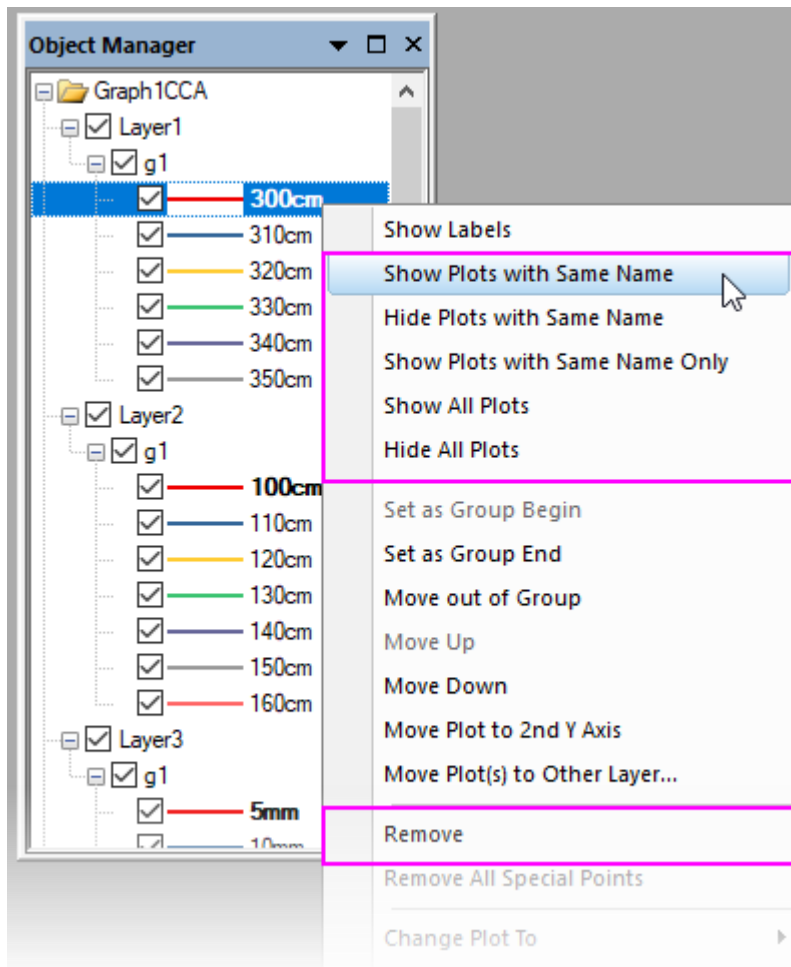 Object Manager
Graph1CCA
Layer1
g1
300cm
310cm
320cm
330cm
340cm
350cm
Layer2
g1
100cm
110cm
120cm
130cm
140cm
150cm
160cm
Layer3
g1
5mm
10mm
Show Labels
Show Plots with Same Name
Hide Plots with Same Name
Show Plots with Same Name Only
Show All Plots
Hide All Plots
Set as Group Begin
Set as Group End
Move out of Group
Move Up
Move Down
Move Plot to 2nd Y Axis
Move Plot(s) to Other Layer...
Remove
Remove All Special Points
Change Plot To